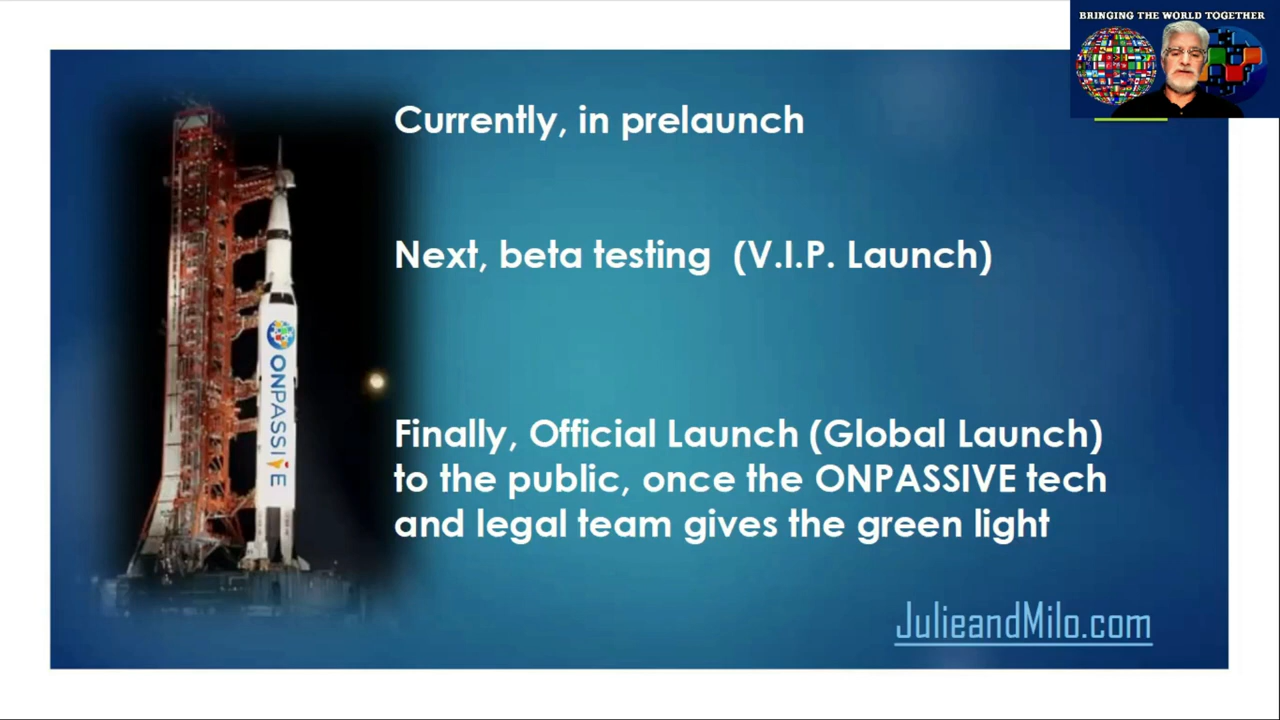 BRINGING THE WORLD TOGETHER
Currently, in prelaunch
Next, beta testing (V.I.P. Launch)
ONPASSIVE
Finally, Official Launch (Global Launch)
to the public, once the ONPASSIVE tech
and legal team gives the green light
JulieandMilo.com